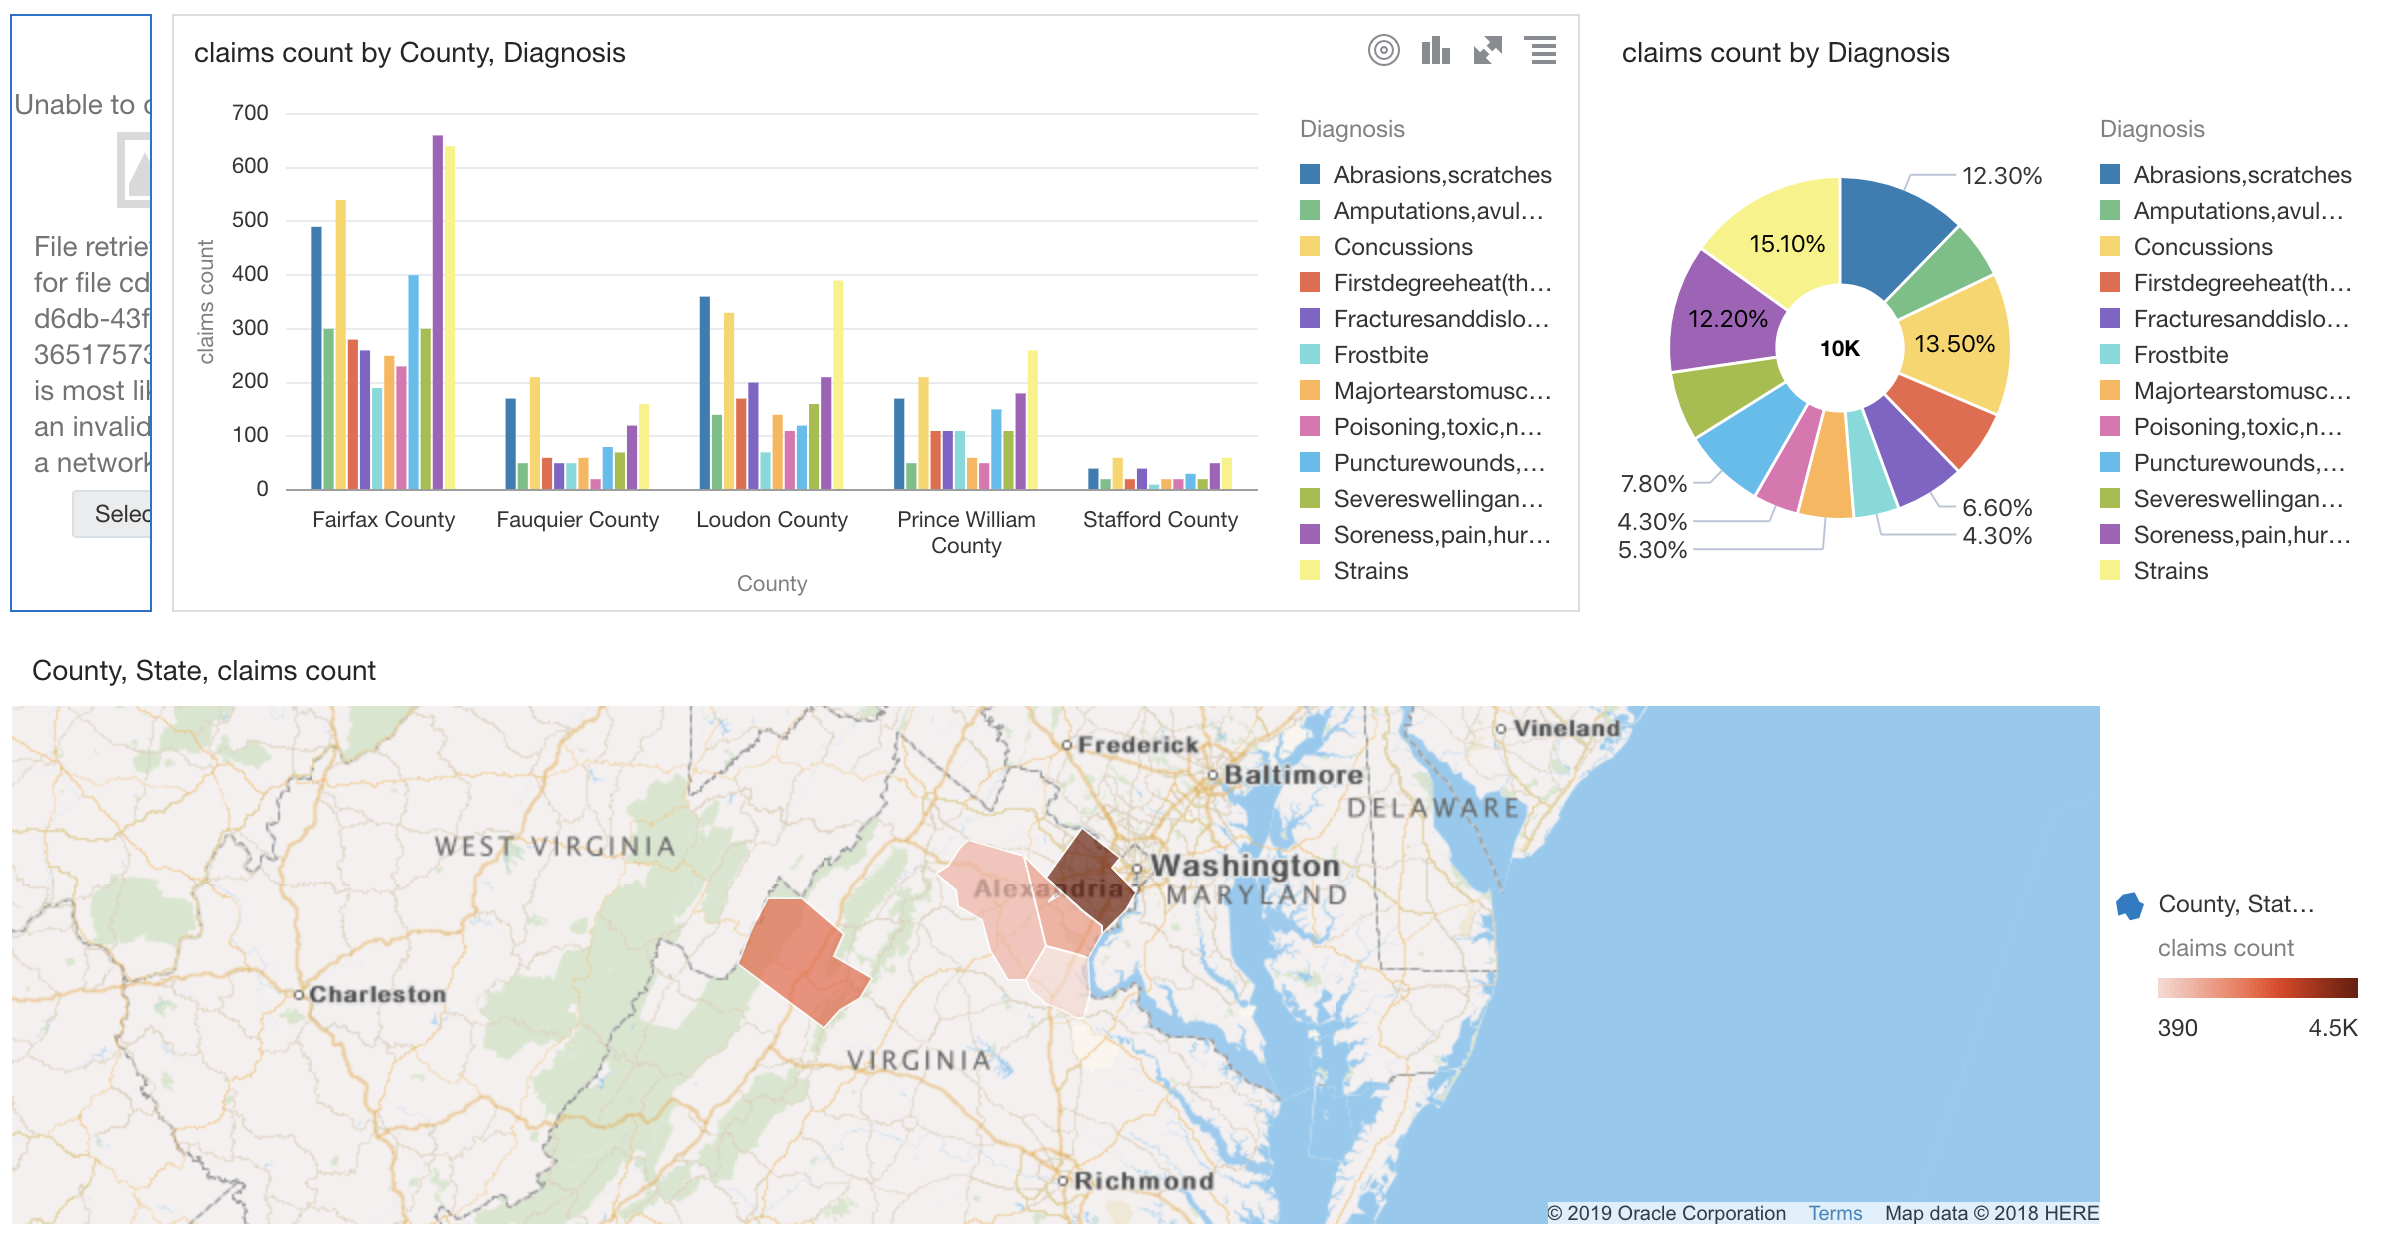 Unable to
File retrie
for file cd
d6db-43f
36517573
is most lik
an invalid
a network
Selec
claims count by County, Diagnosis
700
600
500
400
300
200
100
0
claims count
Fairfax County
Fauquier County
Loudon County
Prince William
County
Stafford County
County
Diagnosis
Abrasions,scratches
Amputations,avul…
Concussions
Firstdegreeheat(th…
Fracturesanddislo…
Frostbite
Majortearstomusc…
Poisoning,toxic,n…
Puncturewounds,…
Severeswellingan…
Soreness,pain,hur…
Strains
claims count by Diagnosis
12.30%
15.10%
12.20%
10K
13.50%
7.80%
4.30%
5.30%
6.60%
4.30%
Diagnosis
Abrasions,scratches
Amputations,avul…
Concussions
Firstdegreeheat(th…
Fracturesanddislo…
Frostbite
Majortearstomusc…
Poisoning,toxic,n…
Puncturewounds,…
Severeswellingan…
Soreness,pain,hur…
Strains
County, State, claims count
Vineland
Frederick
Baltimore
DELAWARE
WEST VIRGINIA
Washington
Alexandria
MARYLAND
Charleston
VIRGINIA
Richmond
© 2019 Oracle Corporation Terms Map data © 2018 HERE
County, Stat…
claims count
390 4.5K